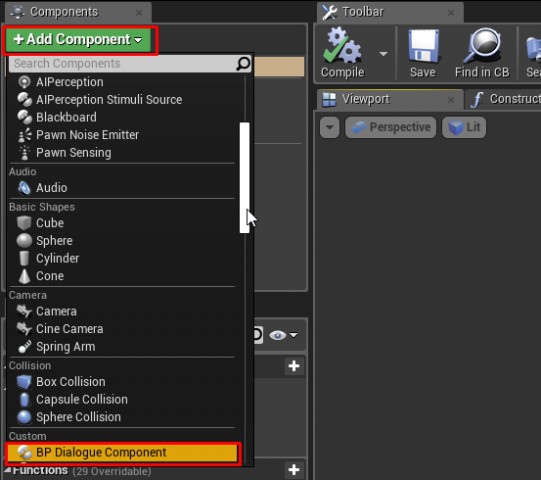 Components
Toolbar
+ Add Component
Search Components
AIPerception
AIPerception Stimuli Source
Blackboard
Pawn Noise Emitter
Pawn Sensing
Audio
Audio
Basic Shapes
Cube
Sphere
Cylinder
Cone
Camera
Camera
Cine Camera
Spring Arm
Collision
Box Collision
Capsule Collision
Sphere Collision
Custom
BP Dialogue Component
Functions (29 Overridable)
Compile
Save
Find in CB
Sea
Viewport
Construct
Perspective
Lit